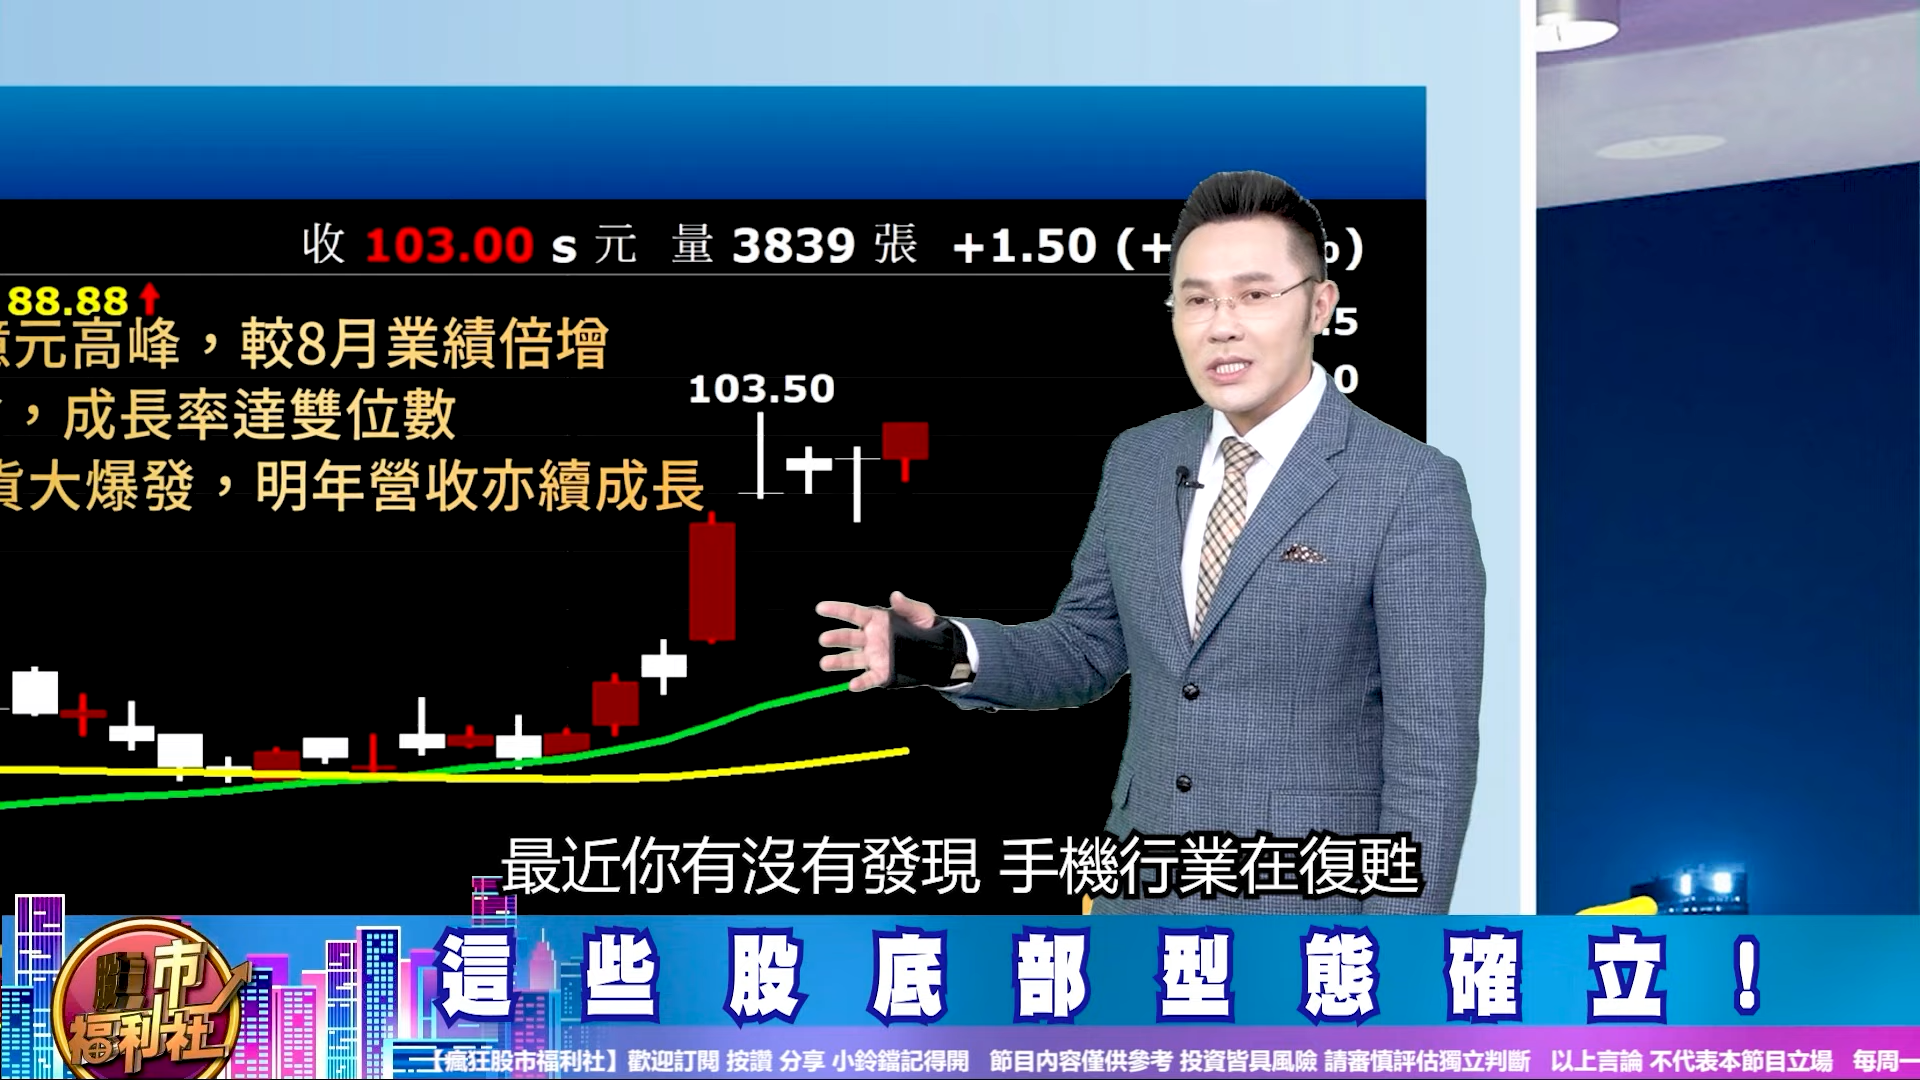 收 103.00 s 元 量 3839 張 +1.50 (+ %)
88.88
.5
元高峰，較8月業績倍增
0
103.50
，成長率達雙位數
貨大爆發，明年營收亦續成長
最近你有沒有發現 手機行業在復甦
這些股底部型態確立！
股市
福利社
【瘋狂股市福利社】歡迎訂閱 按讚 分享 小鈴鐺記得開 節目內容僅供參考 投資皆具風險 請審慎評估獨立判斷 以上言論 不代表本節目立場 每周一